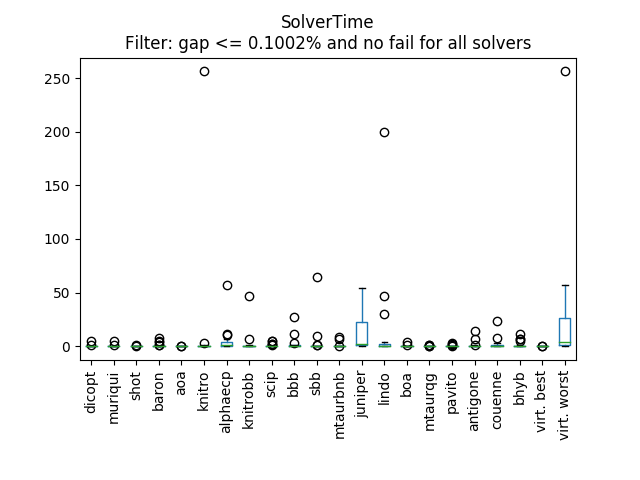 SolverTime
Filter: gap <= 0.1002% and no fail for all solvers
250
200
150
100
50
0
dicopt
muriqui
shot
baron
aoa
knitro
alphaecp
knitrobb
scip
bbb
sbb
mtaurbnb
juniper
lindo
boa
mtaurqg
pavito
antigone
couenne
bhyb
virt. best
virt. worst